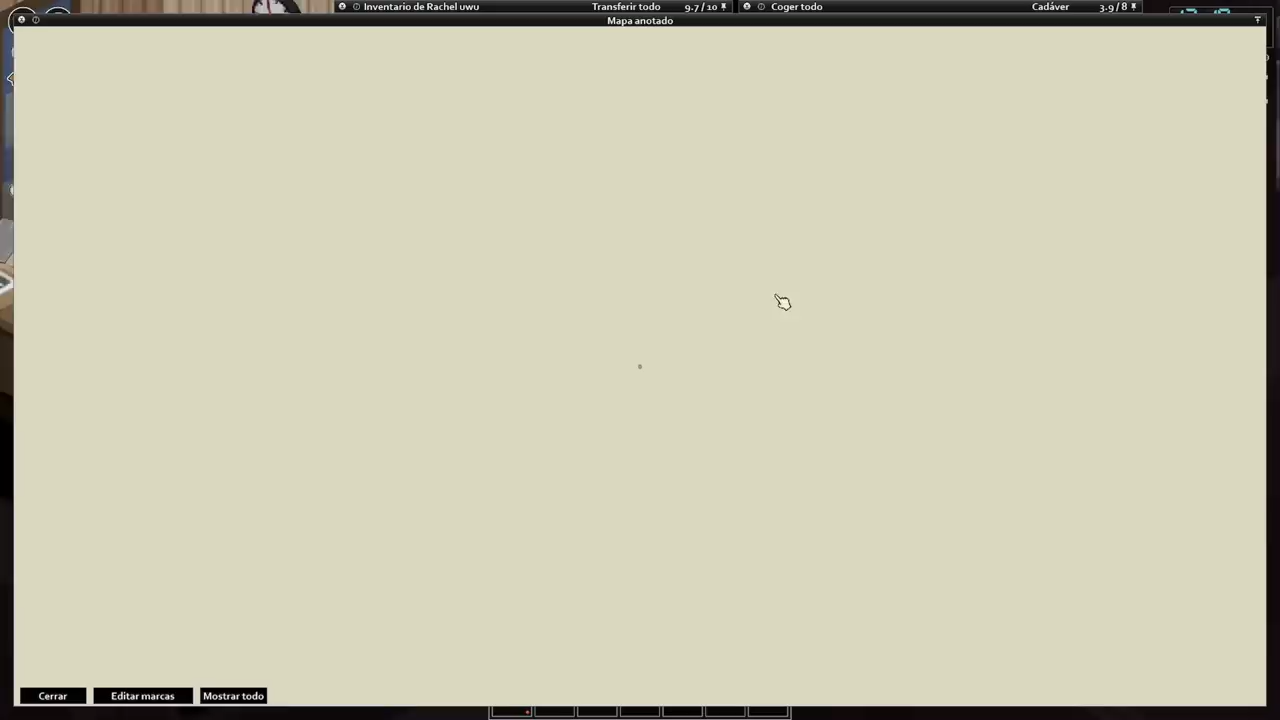 Inventario de Rachel uwu Transferir todo 9.7 / 10 Coger todo Cadáver 3.9 / 8
Mapa anotado
Cerrar Editar marcas Mostrar todo